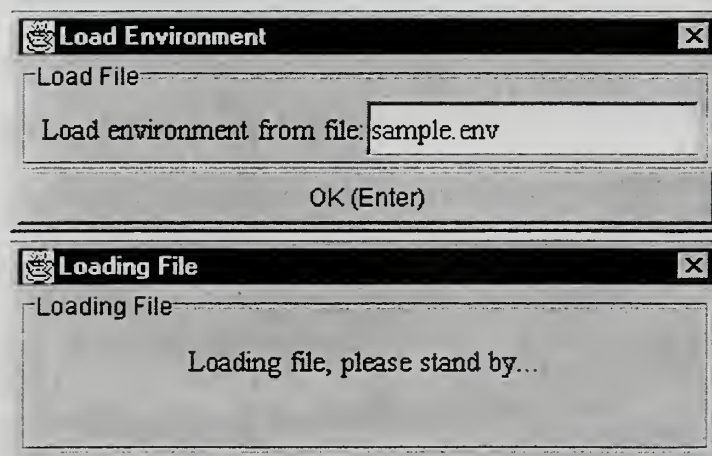 Load Environment
Load File
Load environment from file: sample.env
OK (Enter)
Loading File
Loading File
Loading file, please stand by...